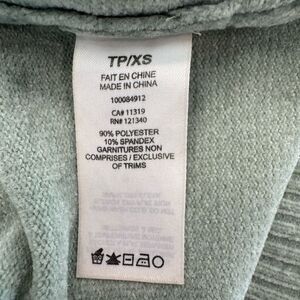 TP/XS
FAIT EN CHINE
MADE IN CHINA
100084912
CA# 11319
RN# 121340
90% POLYESTER
10% SPANDEX
GARNITURES NON
COMPRISES / EXCLUSIVE
OF TRIMS